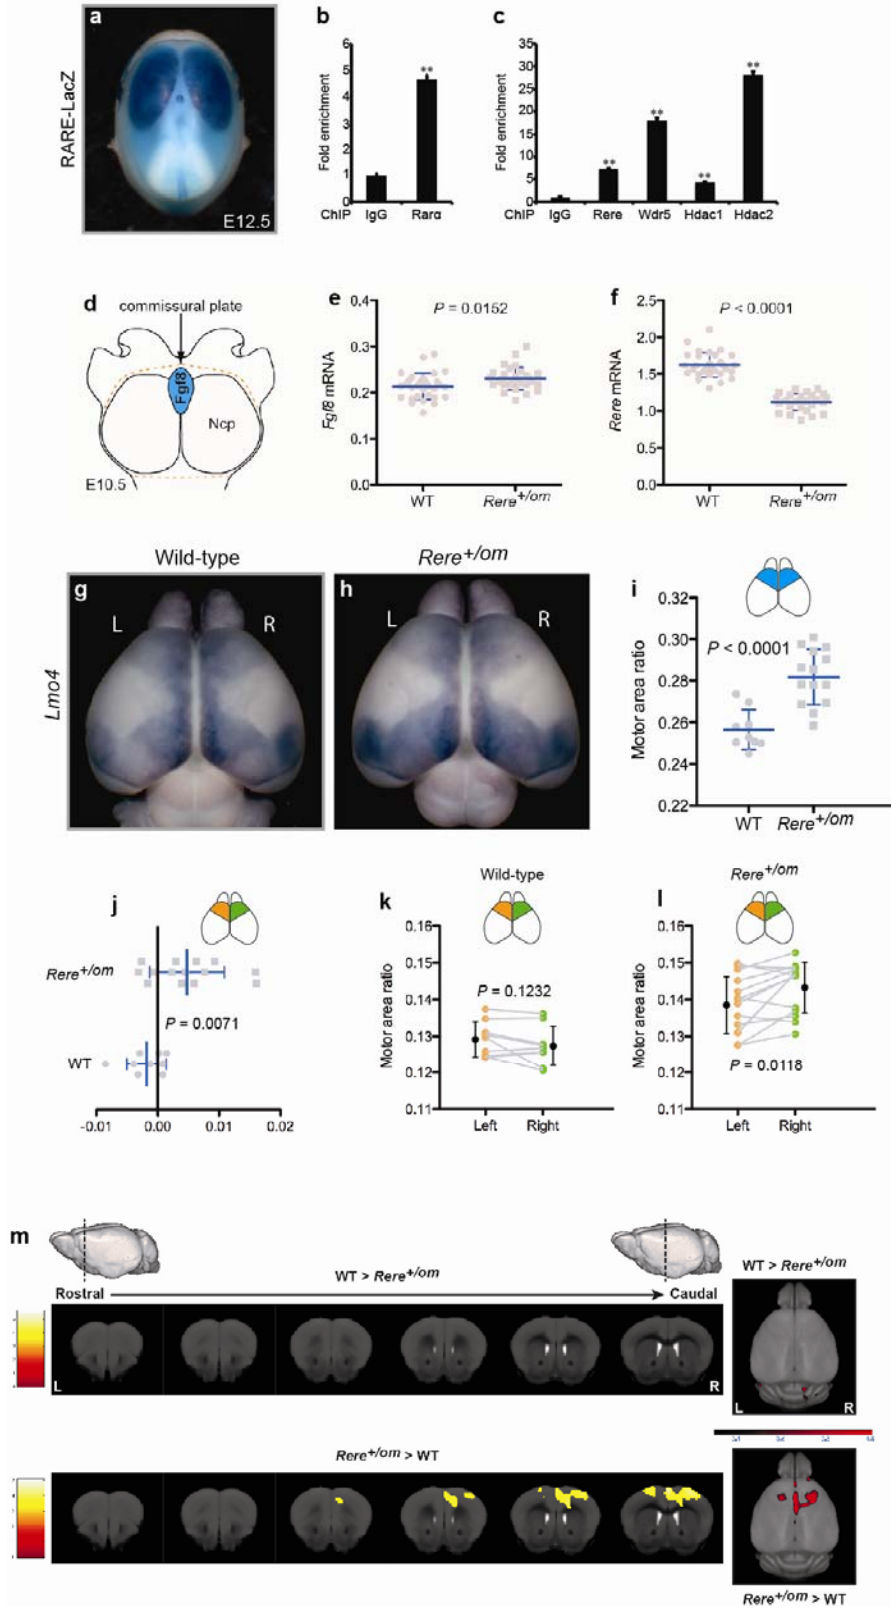 a
RARE-LacZ
E12.5
b
Fold enrichment
6
5
4
3
2
1
0
**
ChIP IgG Rarα
c
Fold enrichment
35
30
25
20
15
10
5
0
** ** ** **
ChIP IgG Rere Wdr5 Hdac1 Hdac2
d
commissural plate
Fgf8
Ncp
E10.5
e
P = 0.0152
Fgf8 mRNA
0.4
0.3
0.2
0.1
0.0
WT Rere+/om
f
P < 0.0001
Rere mRNA
2.5
2.0
1.5
1.0
0.5
0.0
WT Rere+/om
Wild-type
Rere+/om
Lmo4
g
L R
h
L R
i
Motor area ratio
0.32
0.30
0.28
0.26
0.24
0.22
P < 0.0001
WT Rere+/om
j
Rere+/om
P = 0.0071
WT
-0.01 0.00 0.01 0.02
k
Wild-type
Motor area ratio
0.16
0.15
0.14
0.13
0.12
0.11
P = 0.1232
Left Right
l
Rere+/om
Motor area ratio
0.16
0.15
0.14
0.13
0.12
0.11
P = 0.0118
Left Right
m
WT > Rere+/om
Rostral Caudal
L R
WT > Rere+/om
L R
Rere+/om > WT
Rere+/om > WT